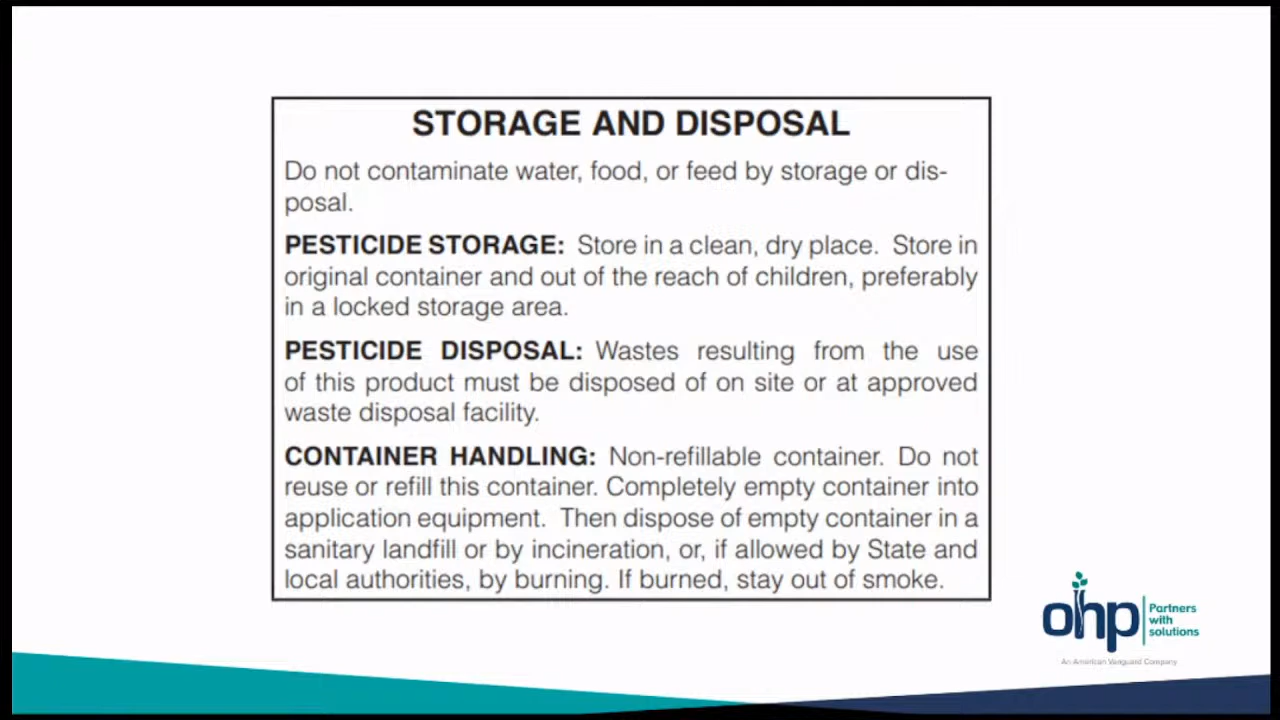 STORAGE AND DISPOSAL
Do not contaminate water, food, or feed by storage or dis-
posal.
PESTICIDE STORAGE: Store in a clean, dry place. Store in
original container and out of the reach of children, preferably
in a locked storage area.
PESTICIDE DISPOSAL: Wastes resulting from the use
of this product must be disposed of on site or at approved
waste disposal facility.
CONTAINER HANDLING: Non-refillable container. Do not
reuse or refill this container. Completely empty container into
application equipment. Then dispose of empty container in a
sanitary landfill or by incineration, or, if allowed by State and
local authorities, by burning. If burned, stay out of smoke.
ohp
Partners
with
solutions
An American Vanguard Company